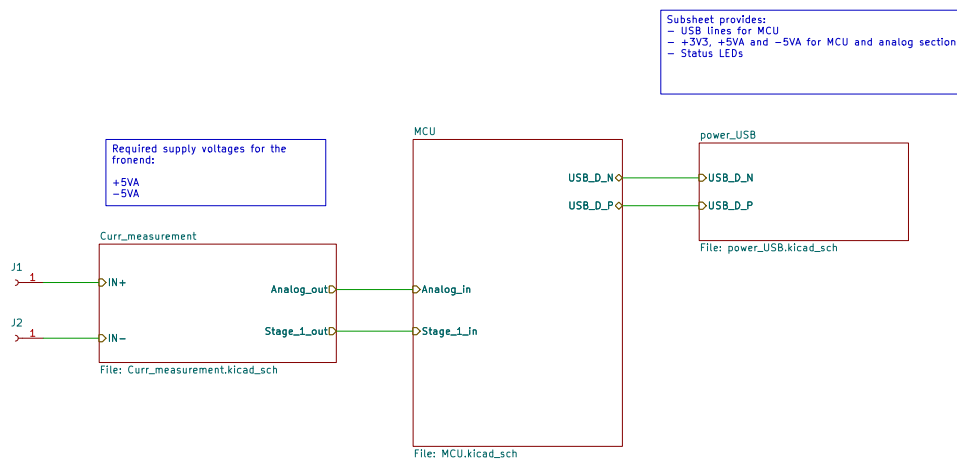 Subsheet provides:
– USB lines for MCU
– +3V3, +5VA and –5VA for MCU and analog section
– Status LEDs
MCU
power_USB
Required supply voltages for the
fronend:
+5VA
–5VA
USB_D_N
USB_D_N
USB_D_P
USB_D_P
Curr_measurement
File: power_USB.kicad_sch
J1
1
IN+
Analog_out
Analog_in
J2
1
IN–
Stage_1_out
Stage_1_in
File: Curr_measurement.kicad_sch
File: MCU.kicad_sch